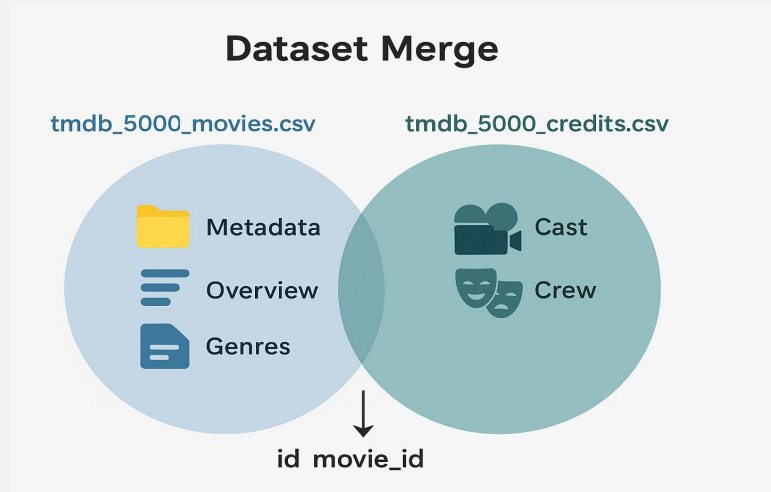 Dataset Merge
tmdb_5000_movies.csv
tmdb_5000_credits.csv
Metadata
Overview
Genres
Cast
Crew
id movie_id